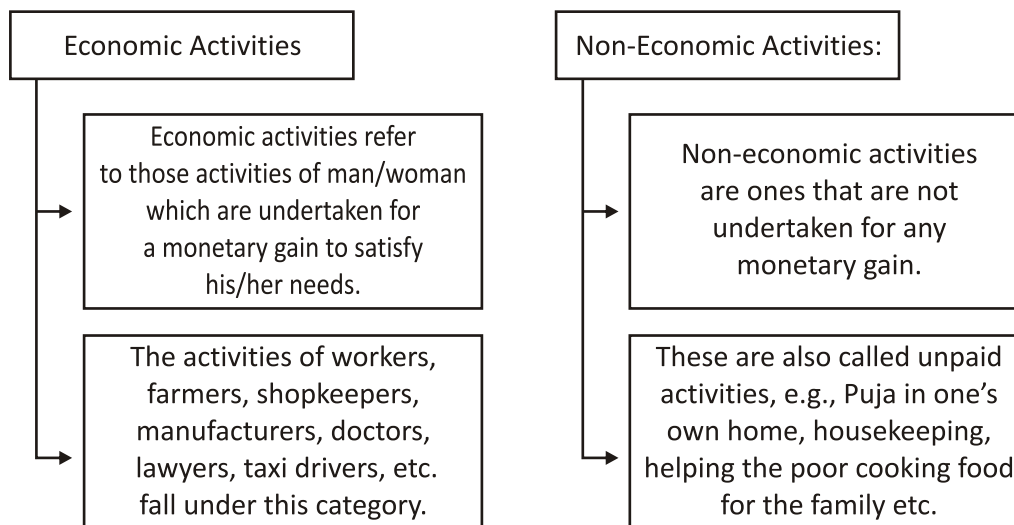 Economic Activities
Economic activities refer
to those activities of man/woman
which are undertaken for
a monetary gain to satisfy
his/her needs.
The activities of workers,
farmers, shopkeepers,
manufacturers, doctors,
lawyers, taxi drivers, etc.
fall under this category.
Non-Economic Activities:
Non-economic activities
are ones that are not
undertaken for any
monetary gain.
These are also called unpaid
activities, e.g., Puja in one’s
own home, housekeeping,
helping the poor cooking food
for the family etc.